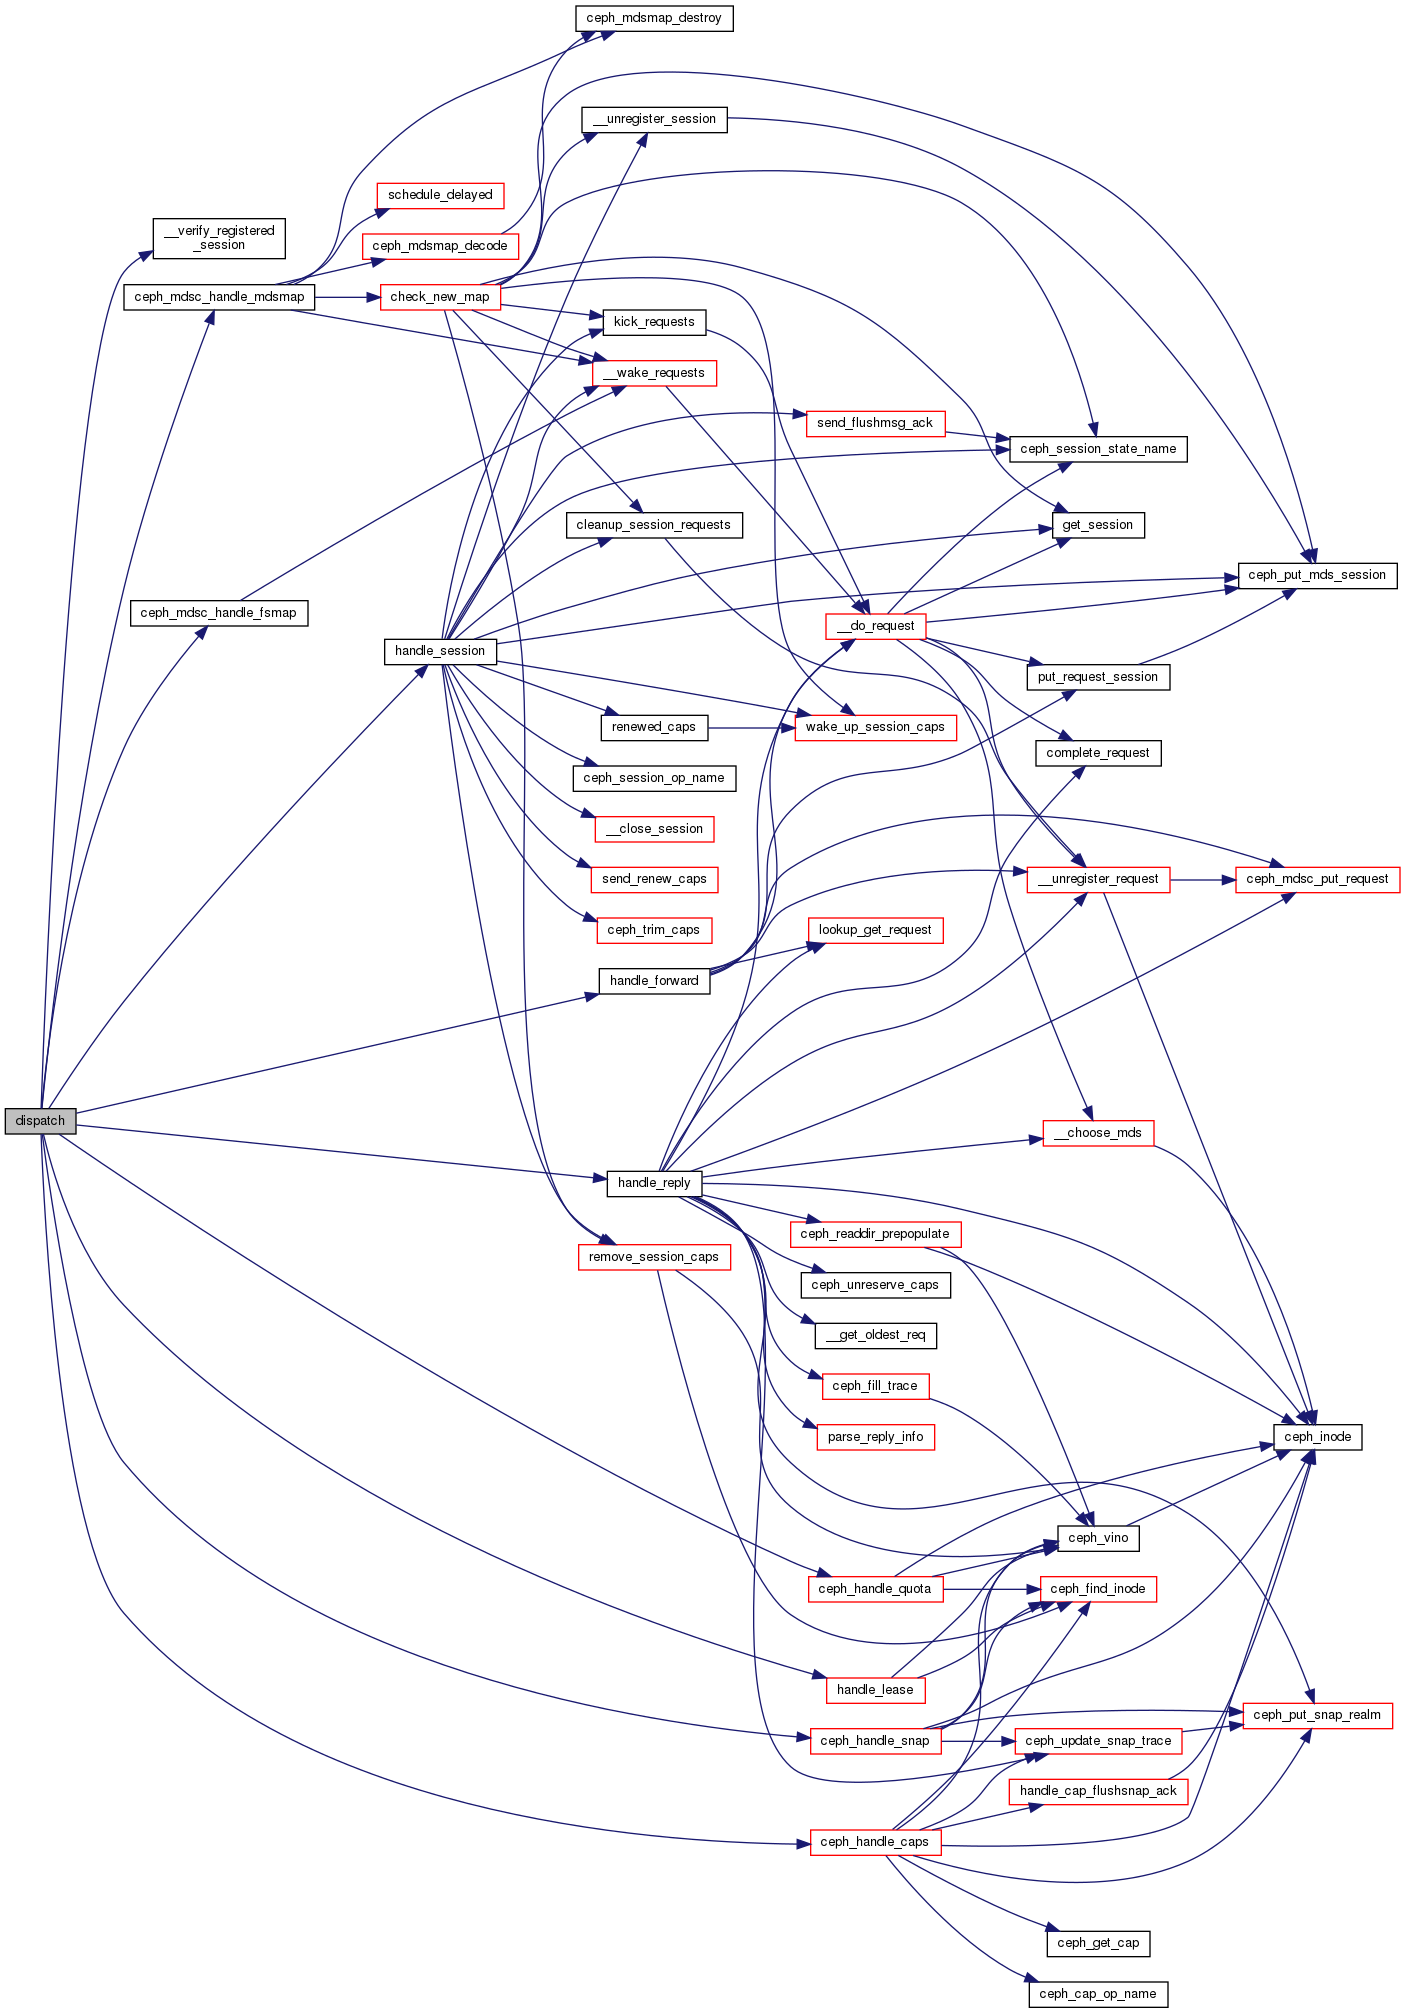 ceph_mdsmap_destroy
__unregister_session
schedule_delayed
__verify_registered
_session
ceph_mdsmap_decode
ceph_mdsc_handle_mdsmap
check_new_map
kick_requests
__wake_requests
send_flushmsg_ack
ceph_session_state_name
cleanup_session_requests
get_session
ceph_put_mds_session
ceph_mdsc_handle_fsmap
__do_request
handle_session
put_request_session
renewed_caps
wake_up_session_caps
complete_request
ceph_session_op_name
__close_session
send_renew_caps
__unregister_request
ceph_mdsc_put_request
ceph_trim_caps
lookup_get_request
handle_forward
dispatch
__choose_mds
handle_reply
ceph_readdir_prepopulate
remove_session_caps
ceph_unreserve_caps
__get_oldest_req
ceph_fill_trace
parse_reply_info
ceph_inode
ceph_vino
ceph_handle_quota
ceph_find_inode
handle_lease
ceph_put_snap_realm
ceph_handle_snap
ceph_update_snap_trace
handle_cap_flushsnap_ack
ceph_handle_caps
ceph_get_cap
ceph_cap_op_name